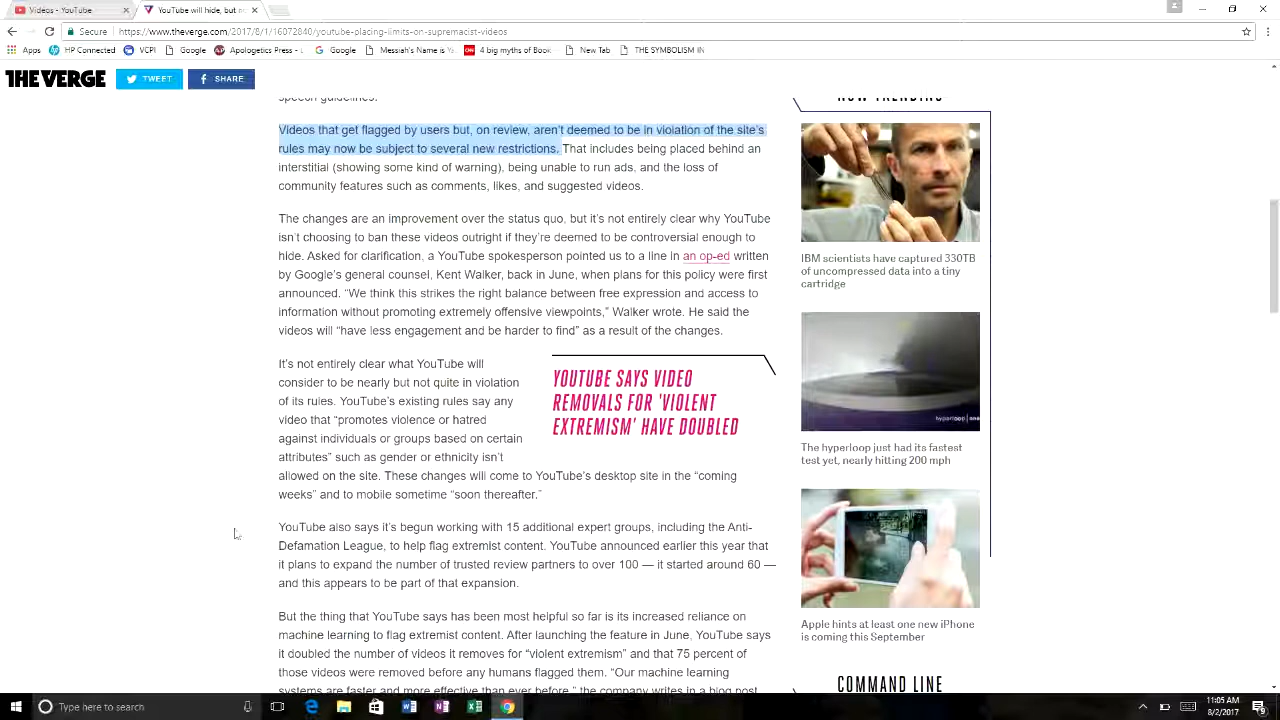 Videos - YouTube
YouTube will hide, but n
Secure
https://www.theverge.com/2017/8/1/16072840/youtube-placing-limits-on-supremacist-videos
Apps
HP Connected
VCPI
Google
Apologetics Press - L
Google
Messiah's Name
4 big myths of Book
New Tab
THE SYMBOLISM IN
THE VERGE
TWEET
SHARE
speech guidelines.
Videos that get flagged by users but, on review, aren't deemed to be in violation of the site's
rules may now be subject to several new restrictions. That includes being placed behind an
interstitial (showing some kind of warning), being unable to run ads, and the loss of
community features such as comments, likes, and suggested videos.
The changes are an improvement over the status quo, but it's not entirely clear why YouTube
isn't choosing to ban these videos outright if they're deemed to be controversial enough to
hide. Asked for clarification, a YouTube spokesperson pointed us to a line in an op-ed written
by Google's general counsel, Kent Walker, back in June, when plans for this policy were first
announced. “We think this strikes the right balance between free expression and access to
information without promoting extremely offensive viewpoints,” Walker wrote. He said the
videos will “have less engagement and be harder to find” as a result of the changes.
It's not entirely clear what YouTube will
consider to be nearly but not quite in violation
of its rules. YouTube's existing rules say any
video that “promotes violence or hatred
against individuals or groups based on certain
attributes” such as gender or ethnicity isn't
allowed on the site. These changes will come to YouTube's desktop site in the “coming
weeks” and to mobile sometime “soon thereafter.”
YOUTUBE SAYS VIDEO
REMOVALS FOR 'VIOLENT
EXTREMISM' HAVE DOUBLED
YouTube also says it's begun working with 15 additional expert groups, including the Anti-
Defamation League, to help flag extremist content. YouTube announced earlier this year that
it plans to expand the number of trusted review partners to over 100 — it started around 60 —
and this appears to be part of that expansion.
But the thing that YouTube says has been most helpful so far is its increased reliance on
machine learning to flag extremist content. After launching the feature in June, YouTube says
it doubled the number of videos it removes for “violent extremism” and that 75 percent of
those videos were removed before any humans flagged them. “Our machine learning
systems are faster and more effective than ever before,” the company writes in a blog post
NOW TRENDING
IBM scientists have captured 330TB
of uncompressed data into a tiny
cartridge
hyperloop | one
The hyperloop just had its fastest
test yet, nearly hitting 200 mph
Apple hints at least one new iPhone
is coming this September
COMMAND LINE
Type here to search
11:05 AM
8/2/2017